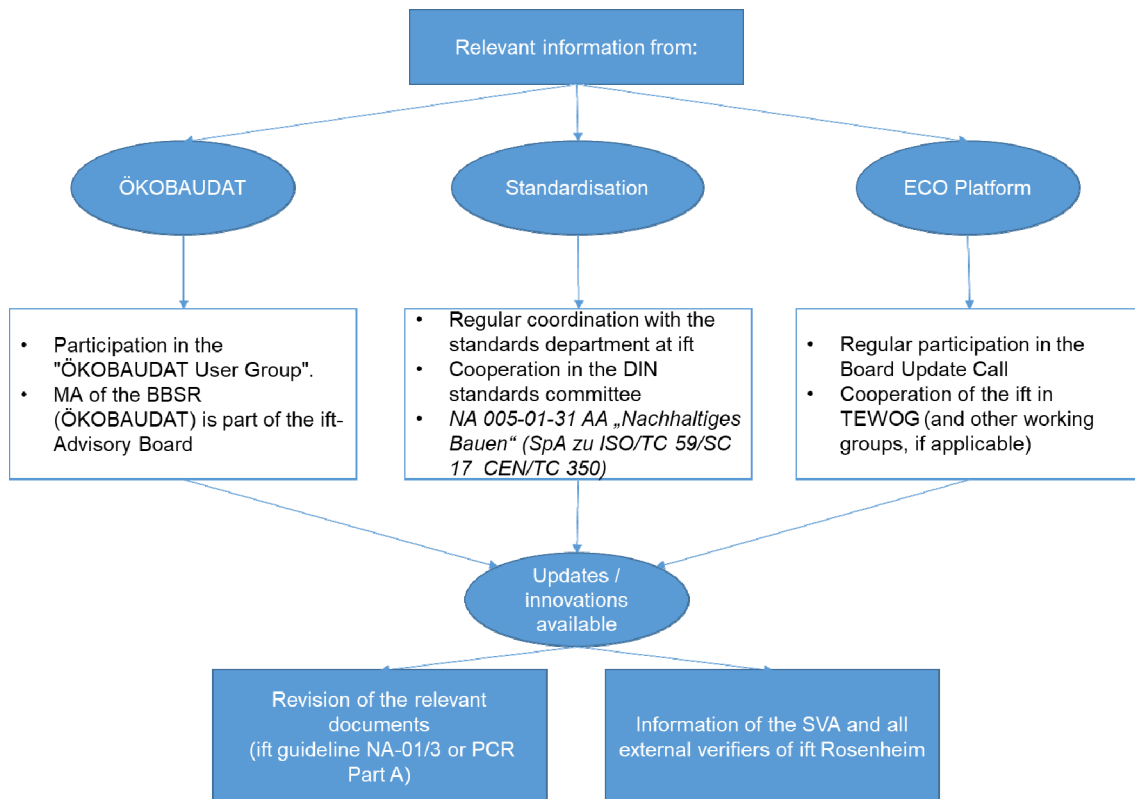 Relevant information from:
ÖKOBAUDAT
Standardisation
ECO Platform
• Participation in the
"ÖKOBAUDAT User Group".
• MA of the BBSR
(ÖKOBAUDAT) is part of the ift-
Advisory Board
• Regular coordination with the
standards department at ift
• Cooperation in the DIN
standards committee
• NA 005-01-31 AA „Nachhaltiges
Bauen“ (SpA zu ISO/TC 59/SC
17 CEN/TC 350)
• Regular participation in the
Board Update Call
• Cooperation of the ift in
TEWOG (and other working
groups, if applicable)
Updates /
innovations
available
Revision of the relevant
documents
(ift guideline NA-01/3 or PCR
Part A)
Information of the SVA and all
external verifiers of ift Rosenheim